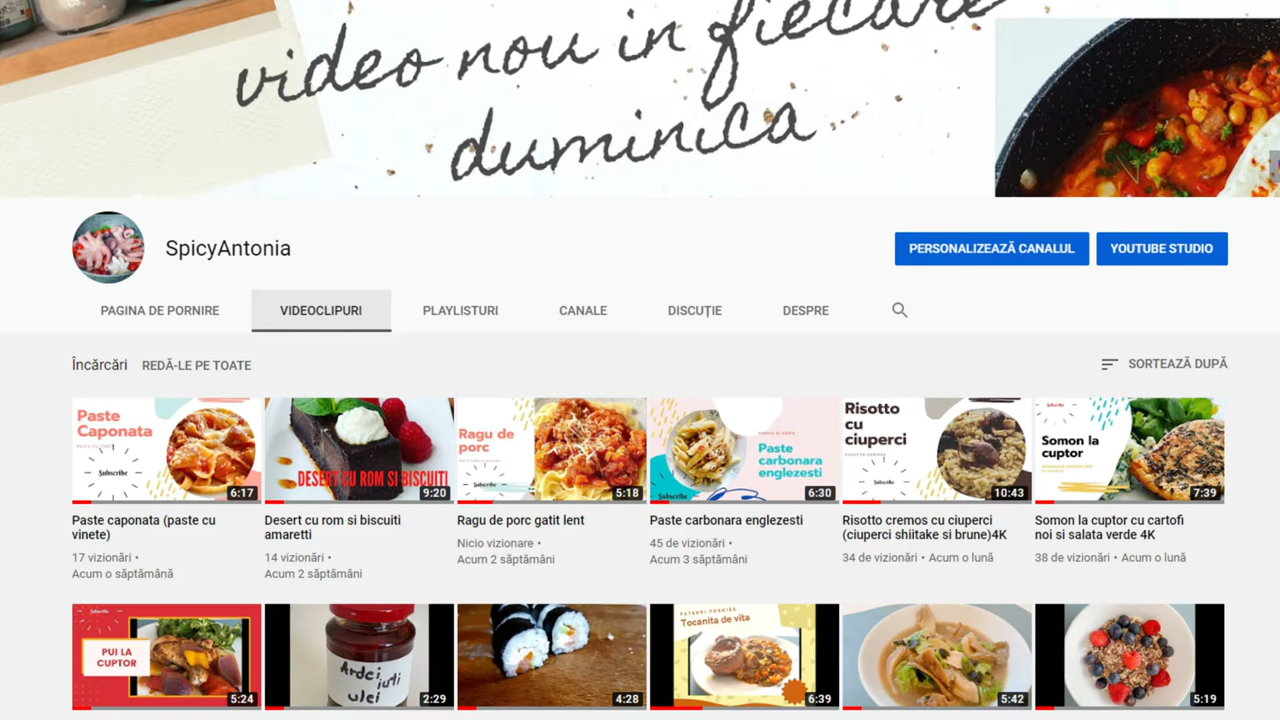 video nou in fiecare
duminica
SpicyAntonia
PERSONALIZEAZĂ CANALUL
YOUTUBE STUDIO
PAGINA DE PORNIRE
VIDEOCLIPURI
PLAYLISTURI
CANALE
DISCUȚIE
DESPRE
Încărcări
REDĂ-LE PE TOATE
SORTEAZĂ DUPĂ
Paste
Caponata
Subscribe
6:17
DESERT CU ROM SI BISCUITI
9:20
Ragu de
porc
Subscribe
5:18
Paste
carbonara
englezesti
Subscribe
6:30
Risotto
cu
ciuperci
Subscribe
10:43
Subscribe
Somon la
cuptor
7:39
Paste caponata (paste cu
vinete)
17 vizionări •
Acum o săptămână
Desert cu rom si biscuiti
amaretti
14 vizionări •
Acum 2 săptămâni
Ragu de porc gatit lent
Nicio vizionare •
Acum 2 săptămâni
Paste carbonara englezesti
45 de vizionări •
Acum 3 săptămâni
Risotto cremos cu ciuperci
(ciuperci shiitake si brune)4K
34 de vizionări • Acum o lună
Somon la cuptor cu cartofi
noi si salata verde 4K
38 de vizionări • Acum o lună
Subscribe
PUI LA
CUPTOR
5:24
Ardei
iuti
ulei
2:29
4:28
Tocanita de vita
6:39
5:42
5:19